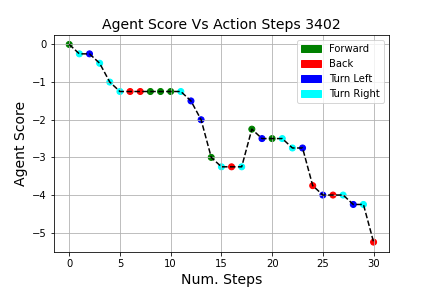 Agent Score Vs Action Steps 3402
Agent Score
0
−1
−2
−3
−4
−5
Forward
Back
Turn Left
Turn Right
0 5 10 15 20 25 30
Num. Steps